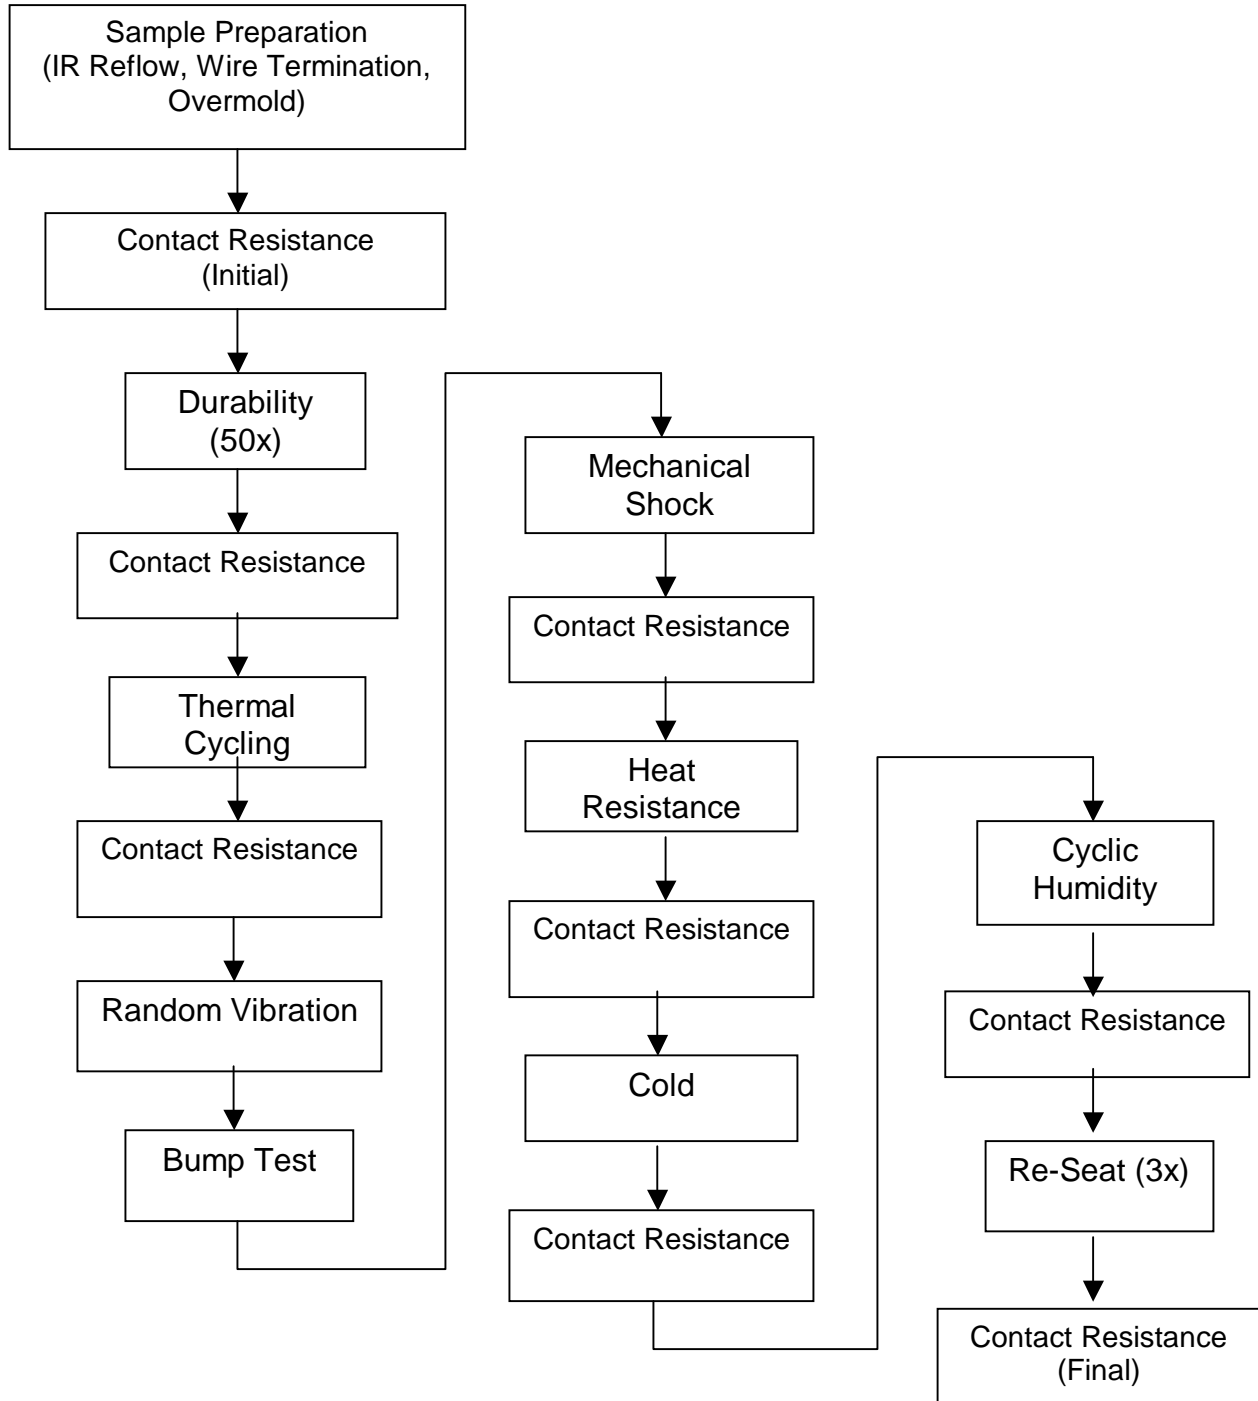 Sample Preparation
(IR Reflow, Wire Termination,
Overmold)
Contact Resistance
(Initial)
Durability
(50x)
Contact Resistance
Thermal
Cycling
Contact Resistance
Random Vibration
Bump Test
Mechanical
Shock
Contact Resistance
Heat
Resistance
Contact Resistance
Cold
Contact Resistance
Cyclic
Humidity
Contact Resistance
Re-Seat (3x)
Contact Resistance
(Final)